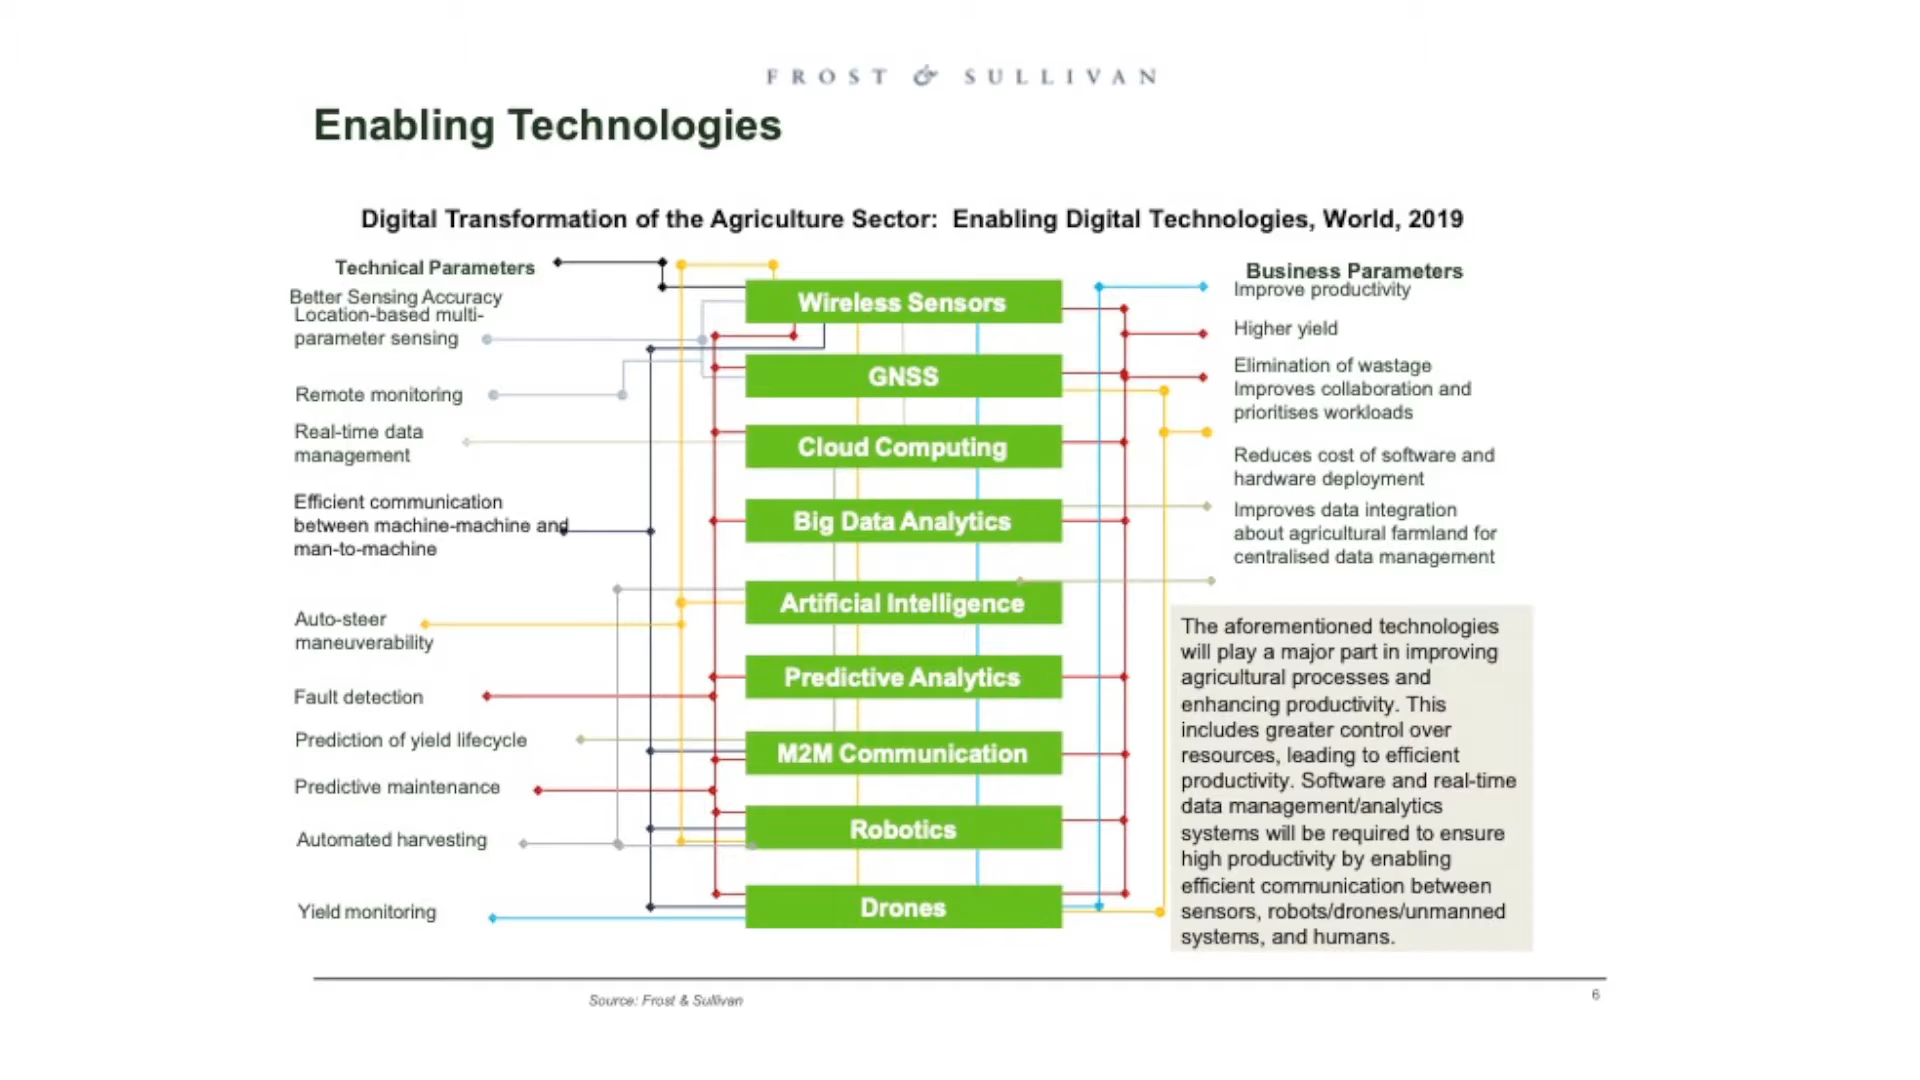 FROST & SULLIVAN
Enabling Technologies
Digital Transformation of the Agriculture Sector: Enabling Digital Technologies, World, 2019
Technical Parameters
Better Sensing Accuracy
Location-based multi-
parameter sensing
Remote monitoring
Real-time data
management
Efficient communication
between machine-machine and
man-to-machine
Auto-steer
maneuverability
Fault detection
Prediction of yield lifecycle
Predictive maintenance
Automated harvesting
Yield monitoring
Wireless Sensors
GNSS
Cloud Computing
Big Data Analytics
Artificial Intelligence
Predictive Analytics
M2M Communication
Robotics
Drones
Business Parameters
Improve productivity
Higher yield
Elimination of wastage
Improves collaboration and
prioritises workloads
Reduces cost of software and
hardware deployment
Improves data integration
about agricultural farmland for
centralised data management
The aforementioned technologies
will play a major part in improving
agricultural processes and
enhancing productivity. This
includes greater control over
resources, leading to efficient
productivity. Software and real-time
data management/analytics
systems will be required to ensure
high productivity by enabling
efficient communication between
sensors, robots/drones/unmanned
systems, and humans.
Source: Frost & Sullivan
6